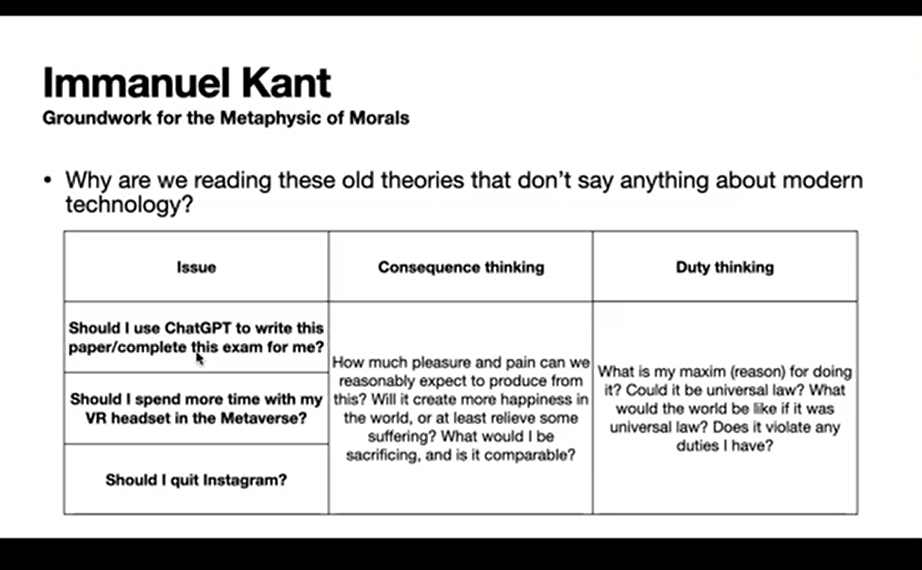 Immanuel Kant
Groundwork for the Metaphysic of Morals
• Why are we reading these old theories that don't say anything about modern
technology?
Issue
Consequence thinking
Duty thinking
Should I use ChatGPT to write this
paper/complete this exam for me?
Should I spend more time with my
VR headset in the Metaverse?
Should I quit Instagram?
How much pleasure and pain can we
reasonably expect to produce from
this? Will it create more happiness in
the world, or at least relieve some
suffering? What would I be
sacrificing, and is it comparable?
What is my maxim (reason) for doing
it? Could it be universal law? What
would the world be like if it was
universal law? Does it violate any
duties I have?